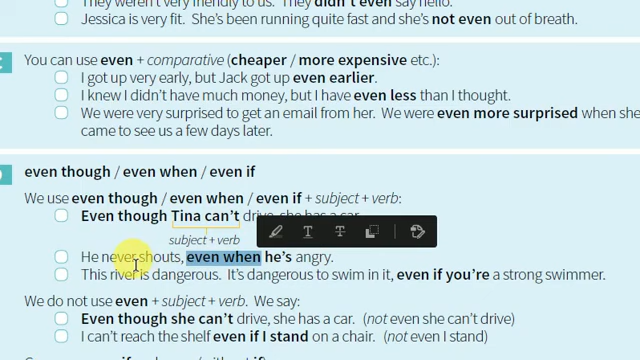 They weren't very friendly to us. They didn't even say hello.
Jessica is very fit. She's been running quite fast and she's not even out of breath.
C
You can use even + comparative (cheaper / more expensive etc.):
I got up very early, but Jack got up even earlier.
I knew I didn't have much money, but I have even less than I thought.
We were very surprised to get an email from her. We were even more surprised when she
came to see us a few days later.
D
even though / even when / even if
We use even though / even when / even if + subject + verb:
Even though Tina can't drive, she has a car.
subject + verb
He never shouts, even when he's angry.
This river is dangerous. It's dangerous to swim in it, even if you're a strong swimmer.
We do not use even + subject + verb. We say:
Even though she can't drive, she has a car. (not even she can't drive)
I can't reach the shelf even if I stand on a chair. (not even I stand)